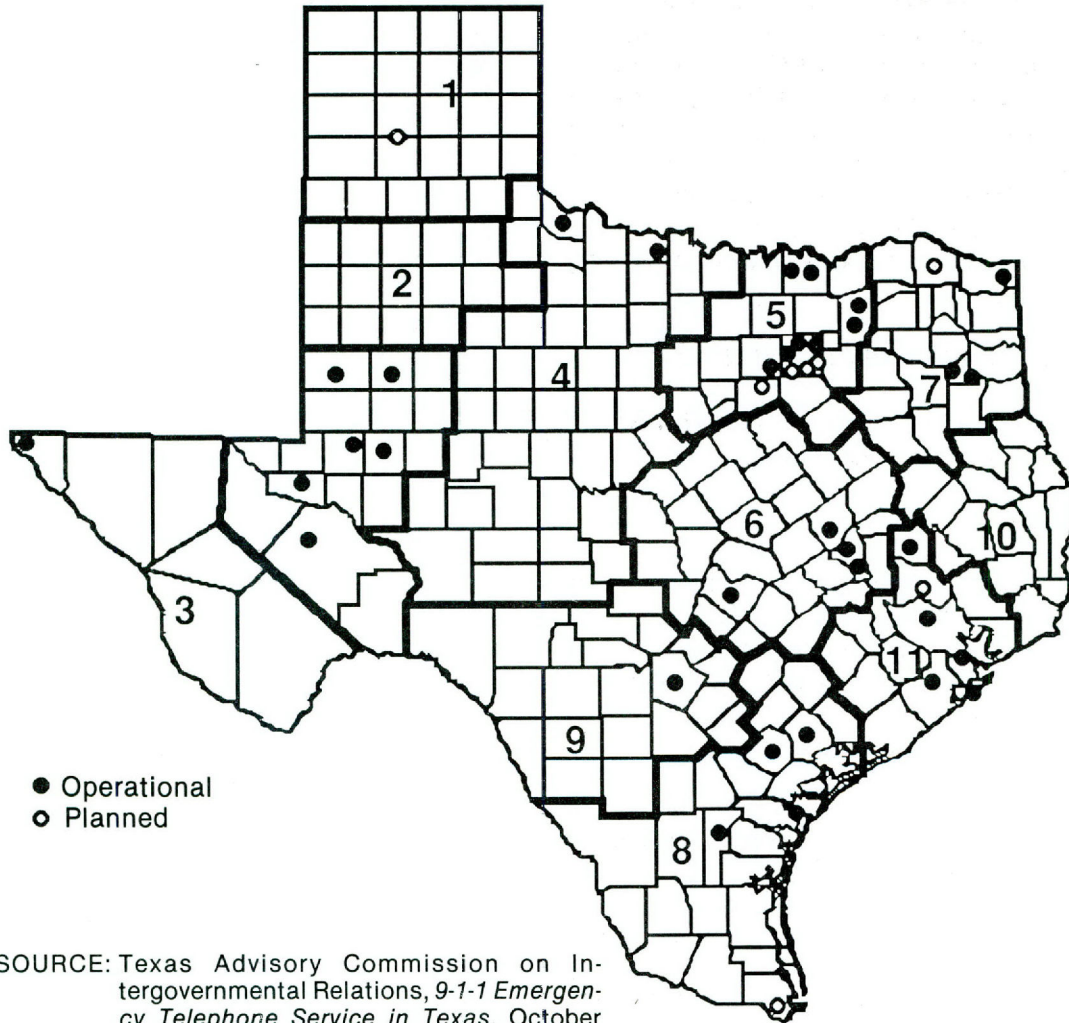 1
2
5
4
7
6
10
3
11
9
● Operational
○ Planned
8
SOURCE: Texas Advisory Commission on In-
tergovernmental Relations, 9-1-1 Emergen-
cy Telephone Service in Texas, October